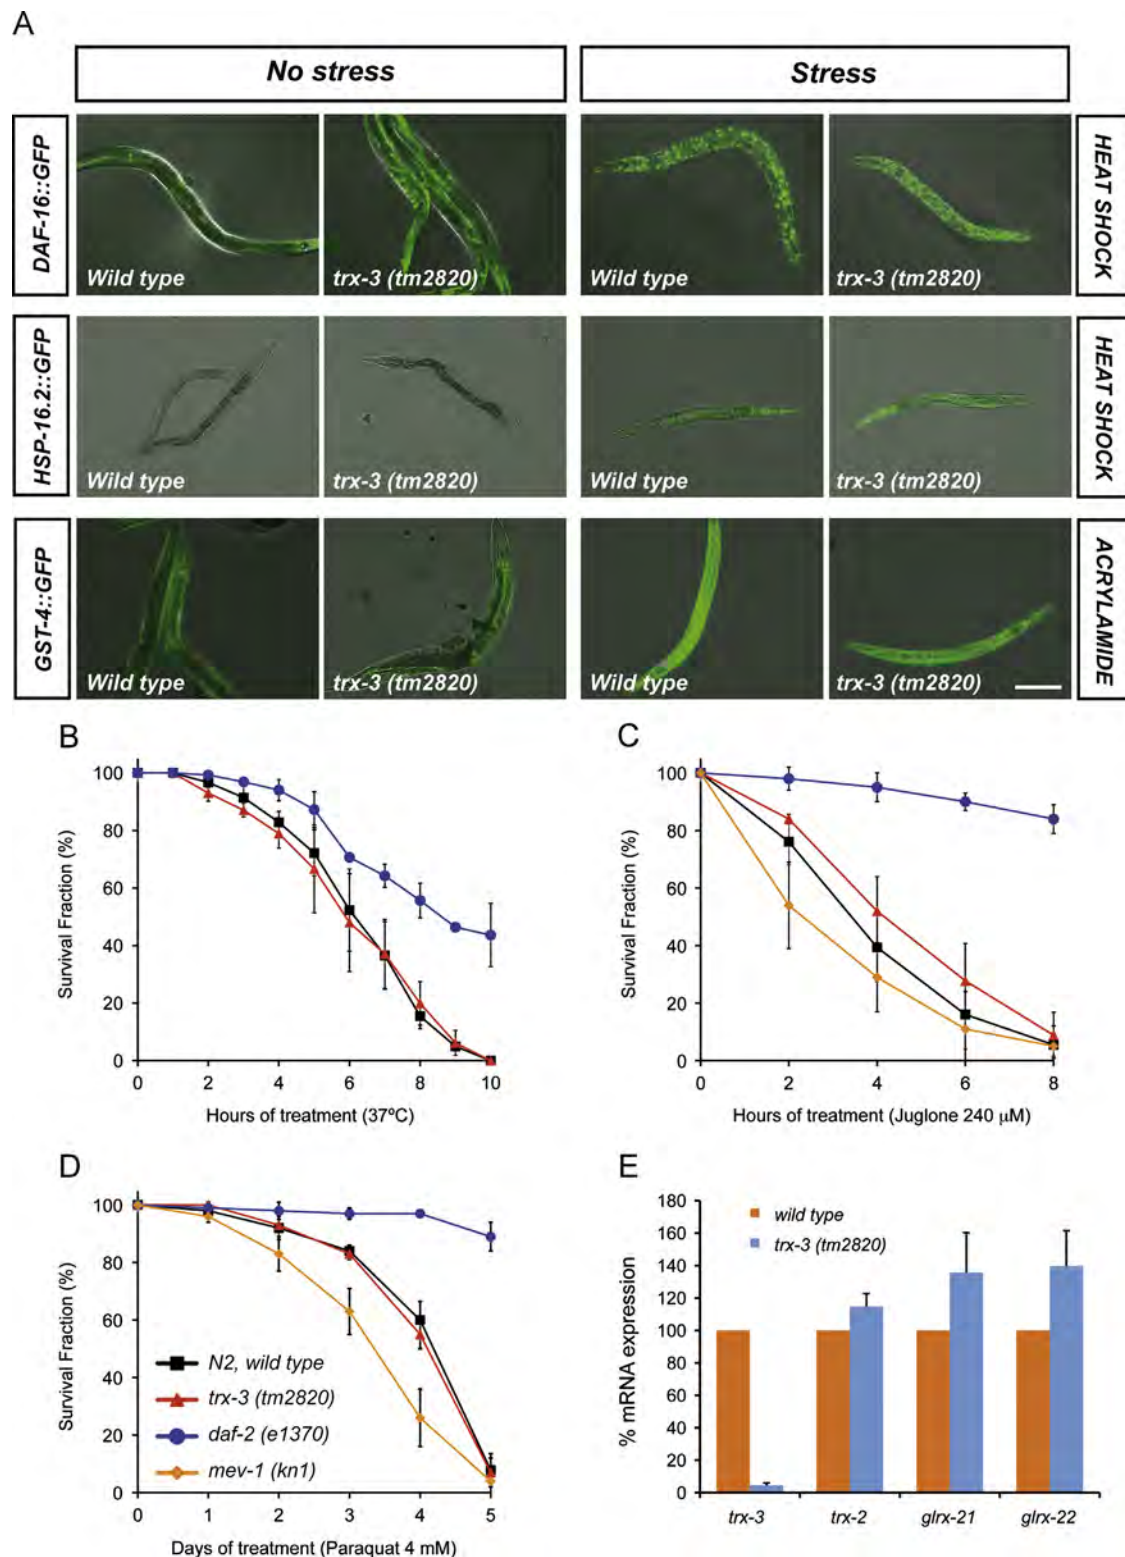 A
No stress
Stress
DAF-16::GFP
Wild type
trx-3 (tm2820)
Wild type
trx-3 (tm2820)
HEAT SHOCK
HSP-16.2::GFP
Wild type
trx-3 (tm2820)
Wild type
trx-3 (tm2820)
HEAT SHOCK
GST-4::GFP
Wild type
trx-3 (tm2820)
Wild type
trx-3 (tm2820)
ACRYLAMIDE
B
Survival Fraction (%)
100
80
60
40
20
0
0 2 4 6 8 10
Hours of treatment (37ºC)
C
Survival Fraction (%)
100
80
60
40
20
0
0 2 4 6 8
Hours of treatment (Juglone 240 μM)
D
Survival Fraction (%)
100
80
60
40
20
0
N2, wild type
trx-3 (tm2820)
daf-2 (e1370)
mev-1 (kn1)
0 1 2 3 4 5
Days of treatment (Paraquat 4 mM)
E
% mRNA expression
180
160
140
120
100
80
60
40
20
0
wild type
trx-3 (tm2820)
trx-3 trx-2 glrx-21 glrx-22